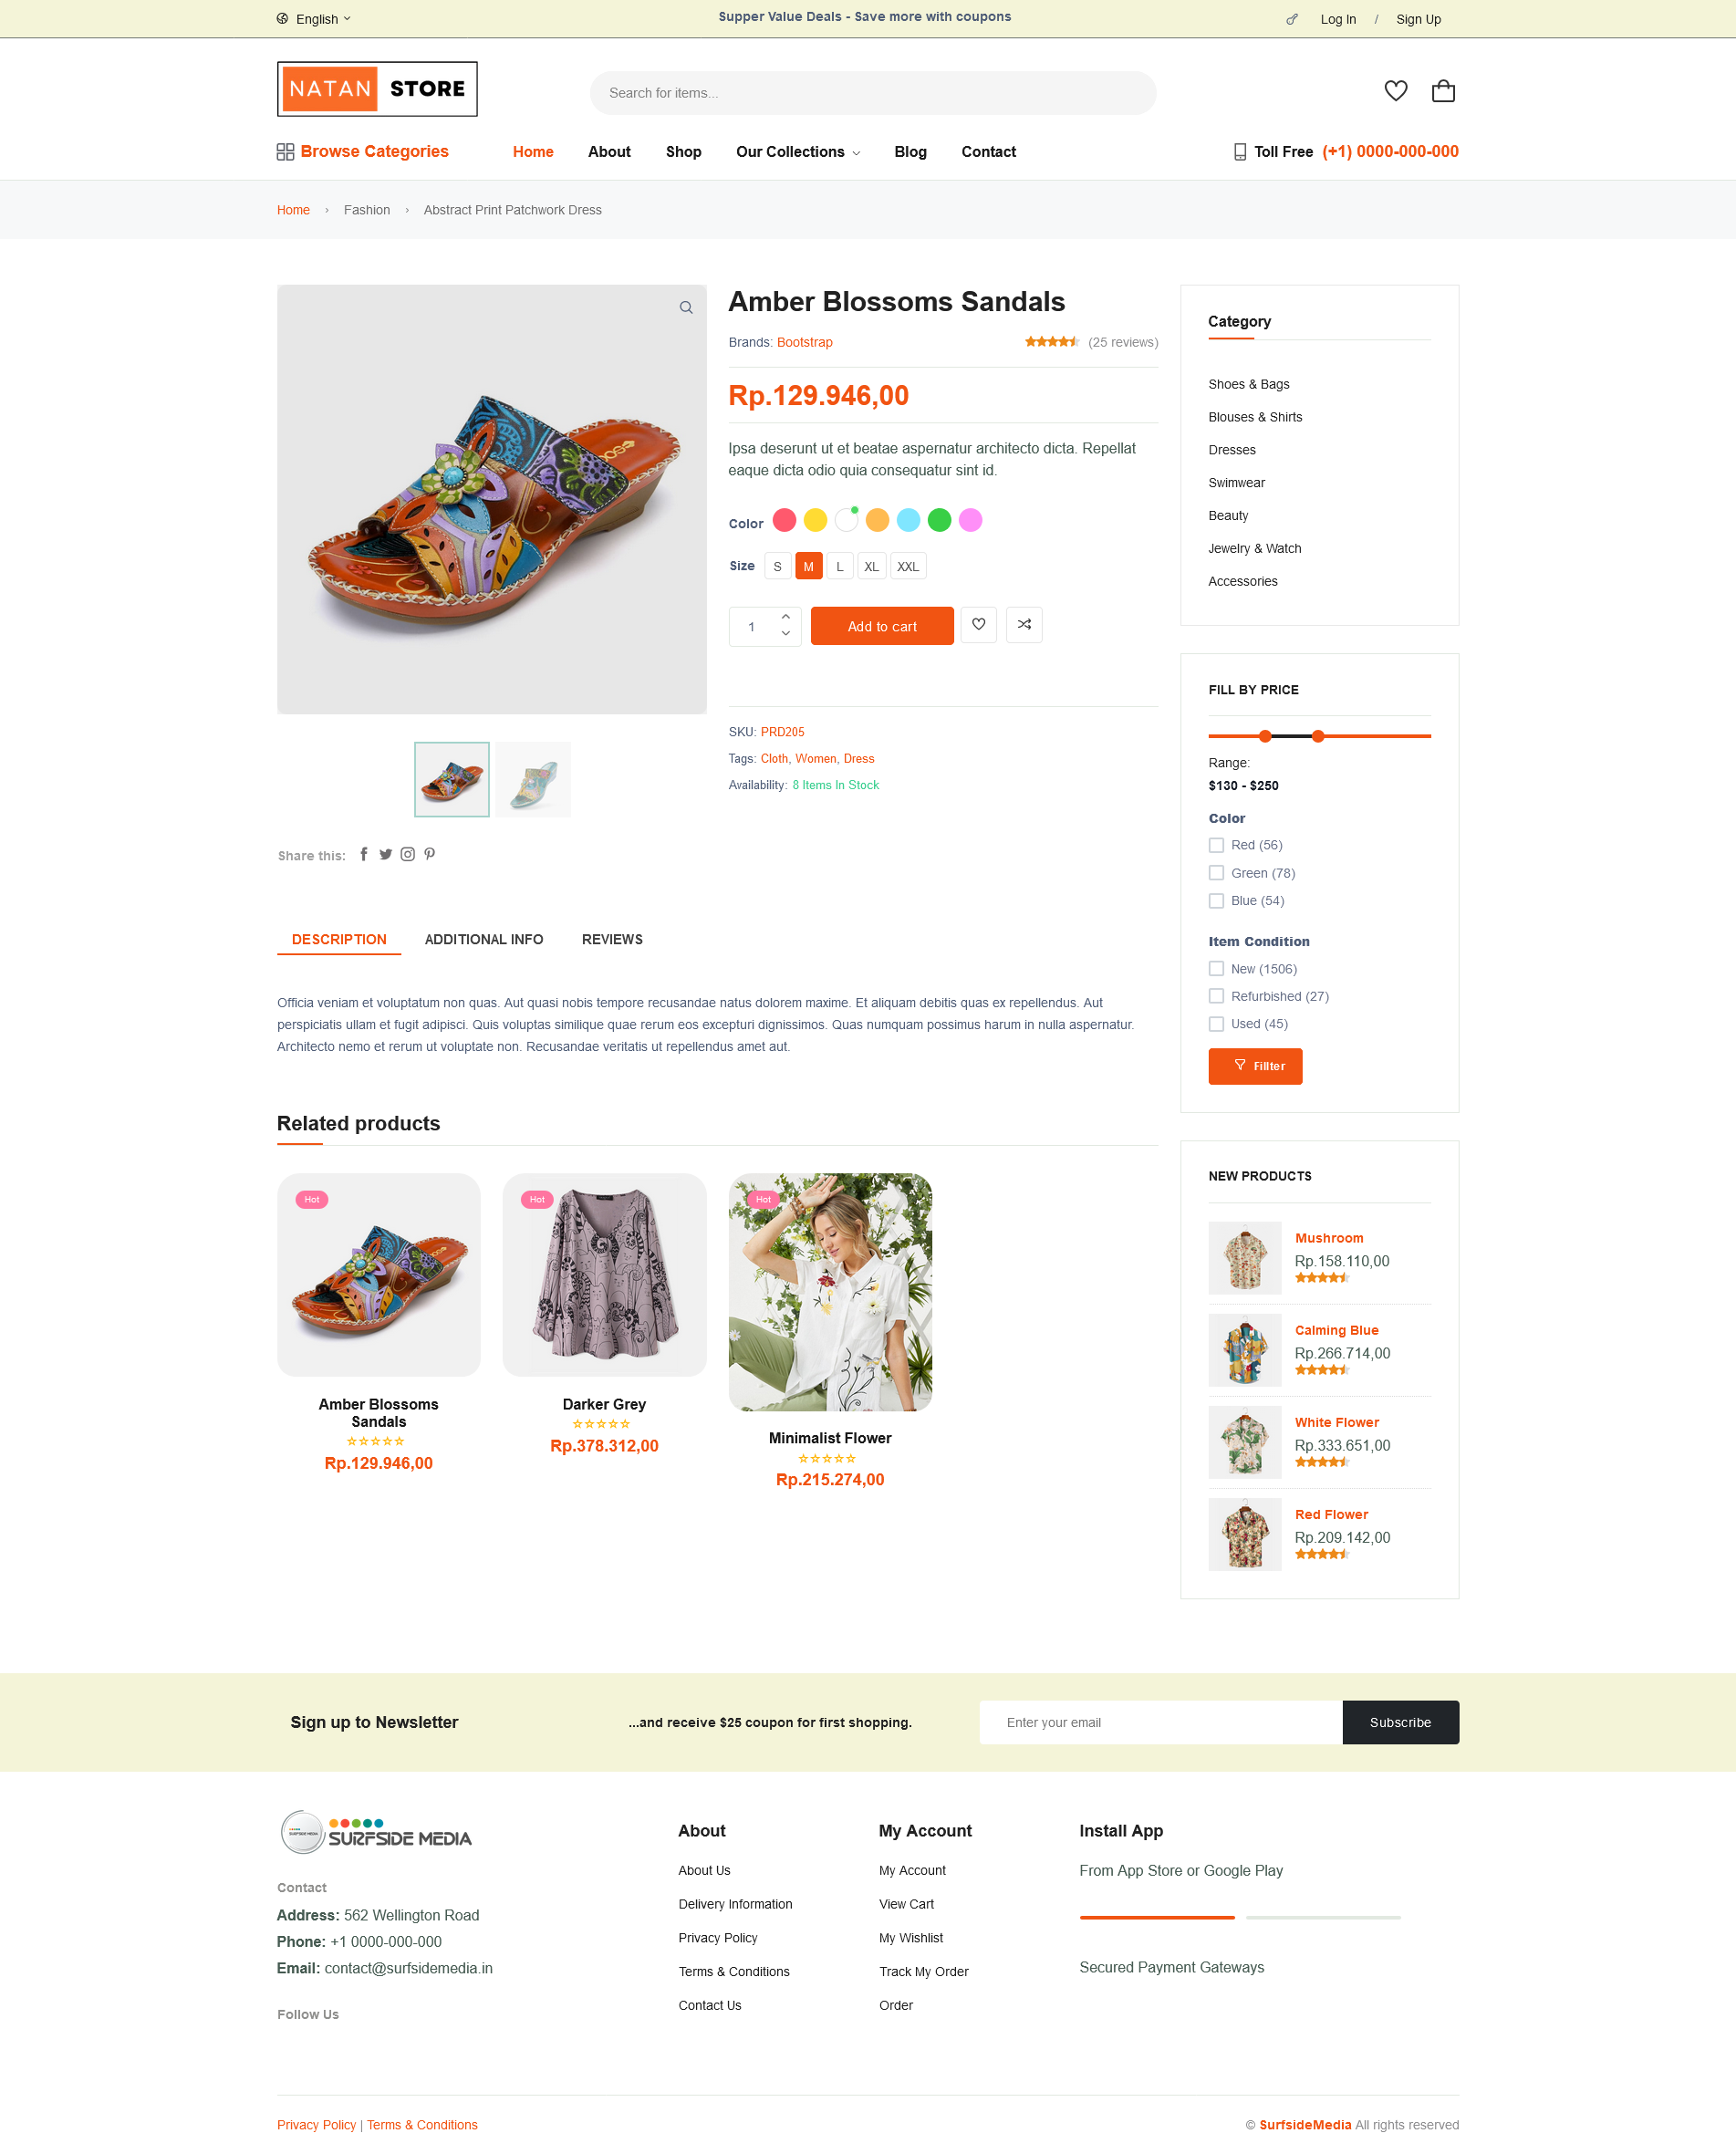 English
Supper Value Deals - Save more with coupons
Log In / Sign Up
NATAN STORE
Search for items...
Browse Categories
Home
About
Shop
Our Collections
Blog
Contact
Toll Free (+1) 0000-000-000
Home › Fashion › Abstract Print Patchwork Dress
Amber Blossoms Sandals
Brands: Bootstrap
(25 reviews)
Rp.129.946,00
Ipsa deserunt ut et beatae aspernatur architecto dicta. Repellat
eaque dicta odio quia consequatur sint id.
Color
Size S M L XL XXL
1
Add to cart
SKU: PRD205
Tags: Cloth, Women, Dress
Availability: 8 Items In Stock
Share this:
DESCRIPTION
ADDITIONAL INFO
REVIEWS
Officia veniam et voluptatum non quas. Aut quasi nobis tempore recusandae natus dolorem maxime. Et aliquam debitis quas ex repellendus. Aut
perspiciatis ullam et fugit adipisci. Quis voluptas similique quae rerum eos excepturi dignissimos. Quas numquam possimus harum in nulla aspernatur.
Architecto nemo et rerum ut voluptate non. Recusandae veritatis ut repellendus amet aut.
Related products
Hot
Amber Blossoms
Sandals
Rp.129.946,00
Hot
Darker Grey
Rp.378.312,00
Hot
Minimalist Flower
Rp.215.274,00
Category
Shoes & Bags
Blouses & Shirts
Dresses
Swimwear
Beauty
Jewelry & Watch
Accessories
FILL BY PRICE
Range:
$130 - $250
Color
Red (56)
Green (78)
Blue (54)
Item Condition
New (1506)
Refurbished (27)
Used (45)
Fillter
NEW PRODUCTS
Mushroom
Rp.158.110,00
Calming Blue
Rp.266.714,00
White Flower
Rp.333.651,00
Red Flower
Rp.209.142,00
Sign up to Newsletter
...and receive $25 coupon for first shopping.
Enter your email
Subscribe
SURFSIDE MEDIA
Contact
Address: 562 Wellington Road
Phone: +1 0000-000-000
Email: contact@surfsidemedia.in
Follow Us
About
About Us
Delivery Information
Privacy Policy
Terms & Conditions
Contact Us
My Account
My Account
View Cart
My Wishlist
Track My Order
Order
Install App
From App Store or Google Play
Secured Payment Gateways
Privacy Policy | Terms & Conditions
© SurfsideMedia All rights reserved